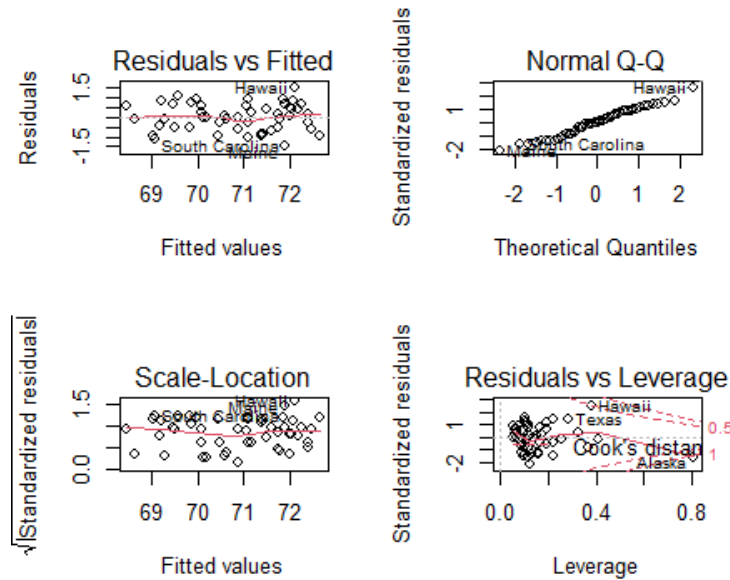 Residuals vs Fitted
Residuals
-1.5
1.5
Hawaii
South Carolina
Maine
69 70 71 72
Fitted values
Normal Q-Q
Standardized residuals
-2
1
Hawaii
South Carolina
Maine
-2 -1 0 1 2
Theoretical Quantiles
Scale-Location
√|Standardized residuals|
0.0
1.5
Hawaii
Maine
South Carolina
69 70 71 72
Fitted values
Residuals vs Leverage
Standardized residuals
-2
1
Hawaii
Texas
0.5
Cook's distan
1
Alaska
0.0 0.4 0.8
Leverage